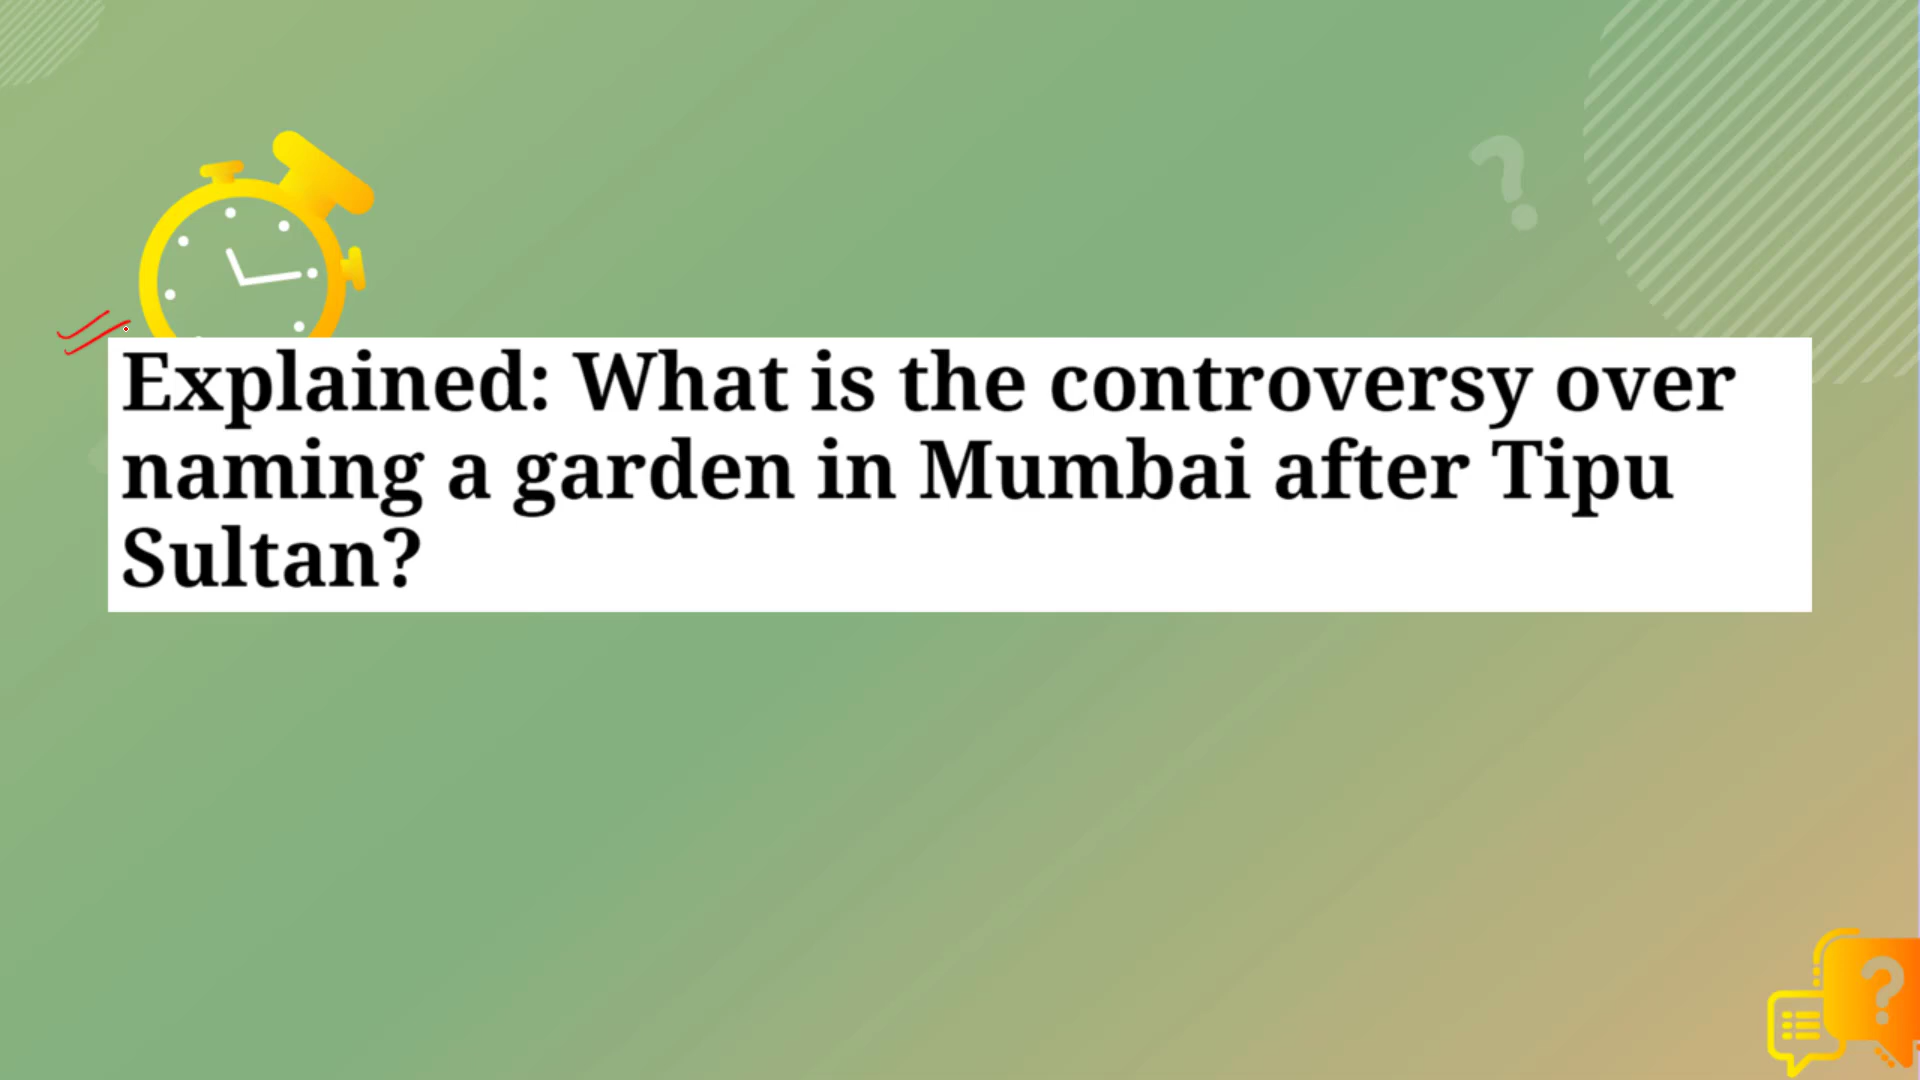 Explained: What is the controversy over
naming a garden in Mumbai after Tipu
Sultan?